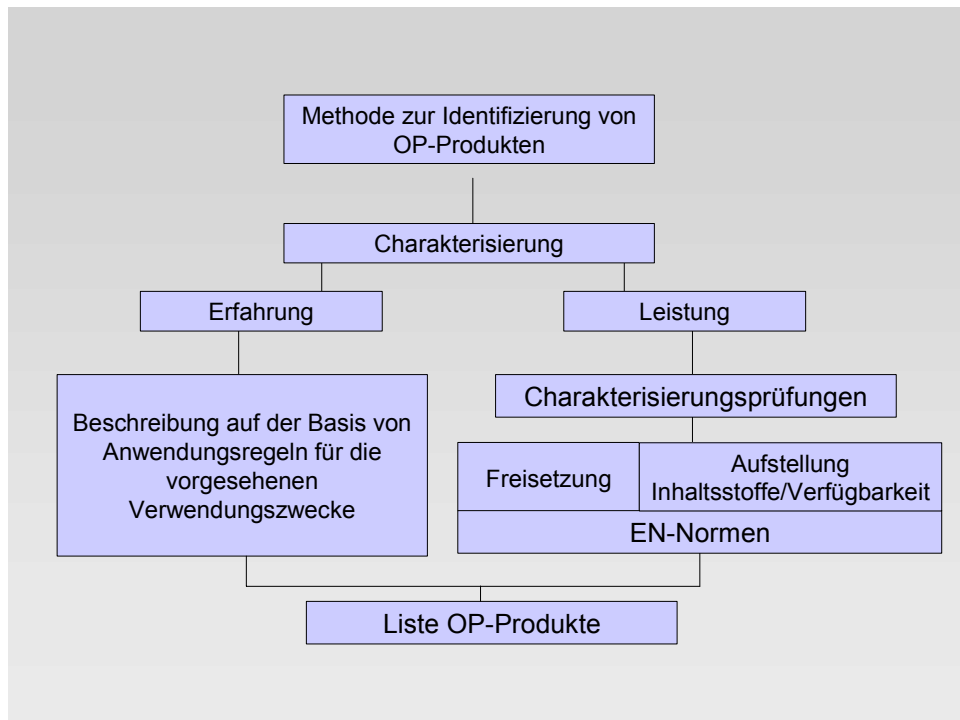 Methode zur Identifizierung von
OP-Produkten
Charakterisierung
Erfahrung
Leistung
Beschreibung auf der Basis von
Anwendungsregeln für die
vorgesehenen
Verwendungszwecke
Charakterisierungsprüfungen
Freisetzung
Aufstellung
Inhaltsstoffe/Verfügbarkeit
EN-Normen
Liste OP-Produkte